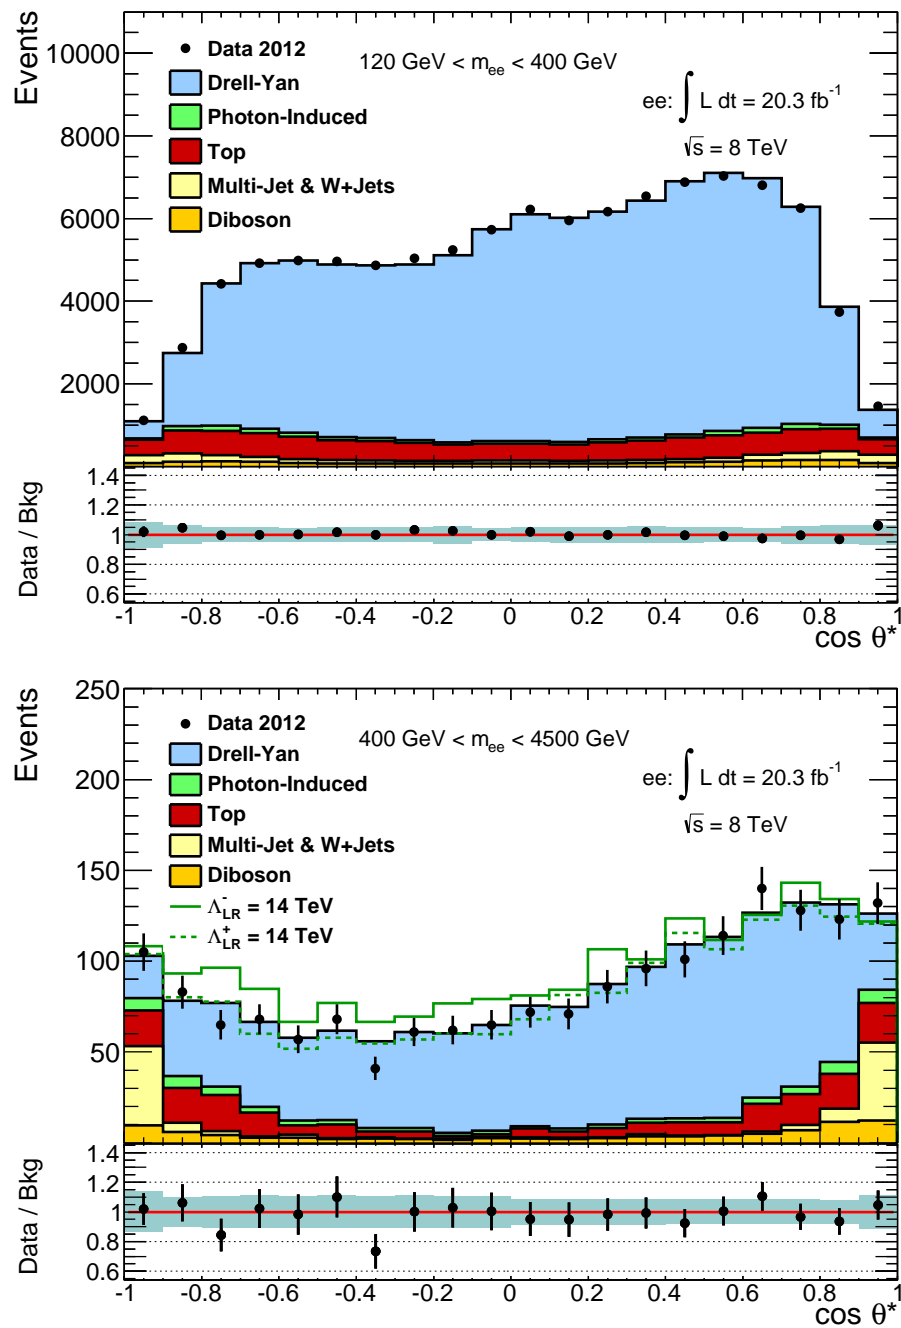 Events
10000
8000
6000
4000
2000
Data 2012
Drell-Yan
Photon-Induced
Top
Multi-Jet & W+Jets
Diboson
120 GeV < m_ee < 400 GeV
ee: ∫ L dt = 20.3 fb⁻¹
√s = 8 TeV
Data / Bkg
1.4
1.2
1
0.8
0.6
-1 -0.8 -0.6 -0.4 -0.2 0 0.2 0.4 0.6 0.8 1
cos θ*
Events
250
200
150
100
50
Data 2012
Drell-Yan
Photon-Induced
Top
Multi-Jet & W+Jets
Diboson
Λ⁻_LR = 14 TeV
Λ⁺_LR = 14 TeV
400 GeV < m_ee < 4500 GeV
ee: ∫ L dt = 20.3 fb⁻¹
√s = 8 TeV
Data / Bkg
1.4
1.2
1
0.8
0.6
-1 -0.8 -0.6 -0.4 -0.2 0 0.2 0.4 0.6 0.8 1
cos θ*